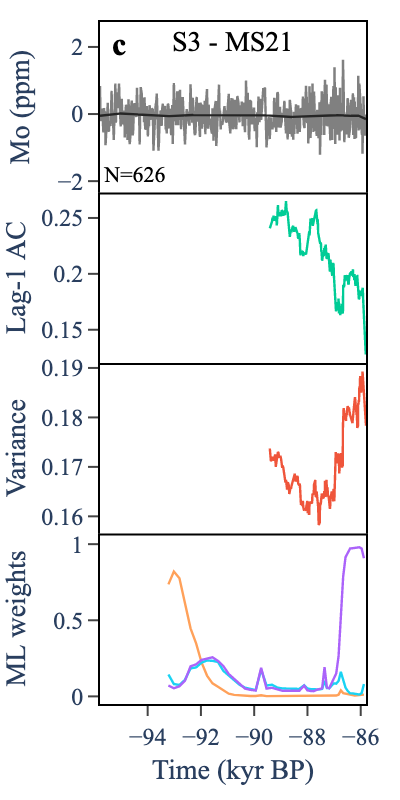 c S3 - MS21
Mo (ppm)
2
0
−2
N=626
Lag-1 AC
0.25
0.2
0.15
Variance
0.19
0.18
0.17
0.16
ML weights
1
0.5
0
−94 −92 −90 −88 −86
Time (kyr BP)